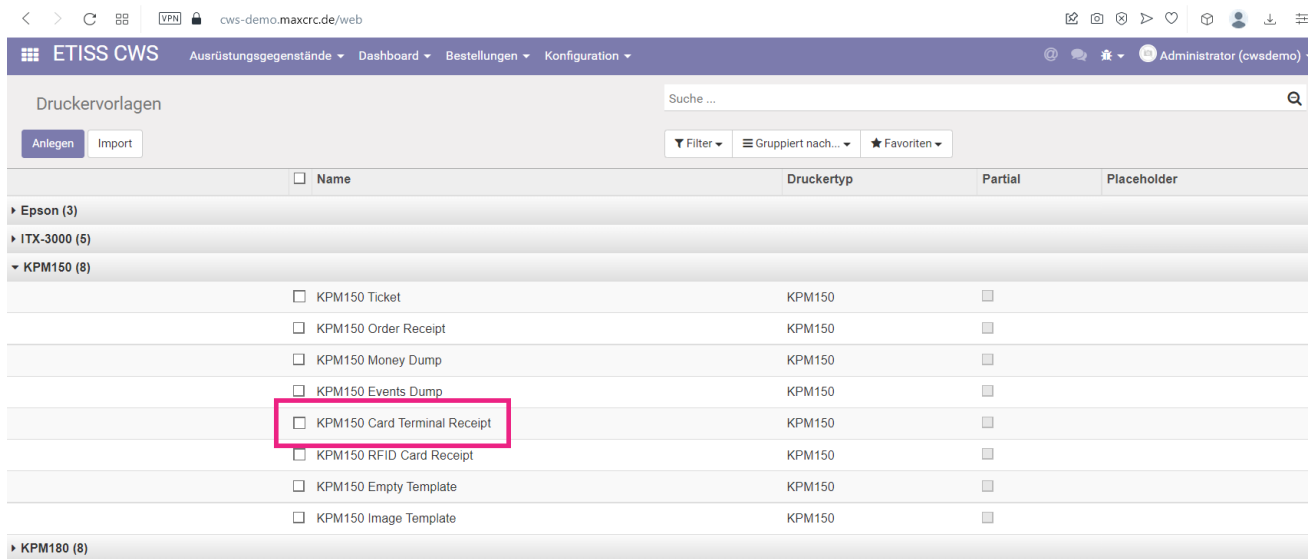 VPN cws-demo.maxcrc.de/web
ETISS CWS Ausrüstungsgegenstände Dashboard Bestellungen Konfiguration @ Administrator (cwsdemo)
Druckervorlagen Suche ...
Anlegen Import Filter Gruppiert nach... Favoriten
Name Druckertyp Partial Placeholder
Epson (3)
ITX-3000 (5)
KPM150 (8)
KPM150 Ticket KPM150
KPM150 Order Receipt KPM150
KPM150 Money Dump KPM150
KPM150 Events Dump KPM150
KPM150 Card Terminal Receipt KPM150
KPM150 RFID Card Receipt KPM150
KPM150 Empty Template KPM150
KPM150 Image Template KPM150
KPM180 (8)